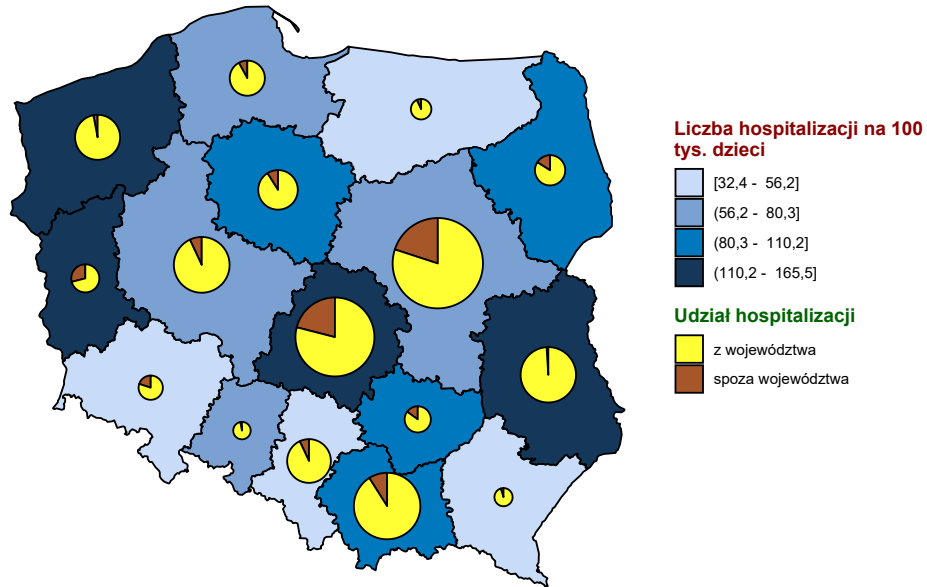 Liczba hospitalizacji na 100
tys. dzieci
[32,4 - 56,2]
(56,2 - 80,3]
(80,3 - 110,2]
(110,2 - 165,5]
Udział hospitalizacji
z województwa
spoza województwa